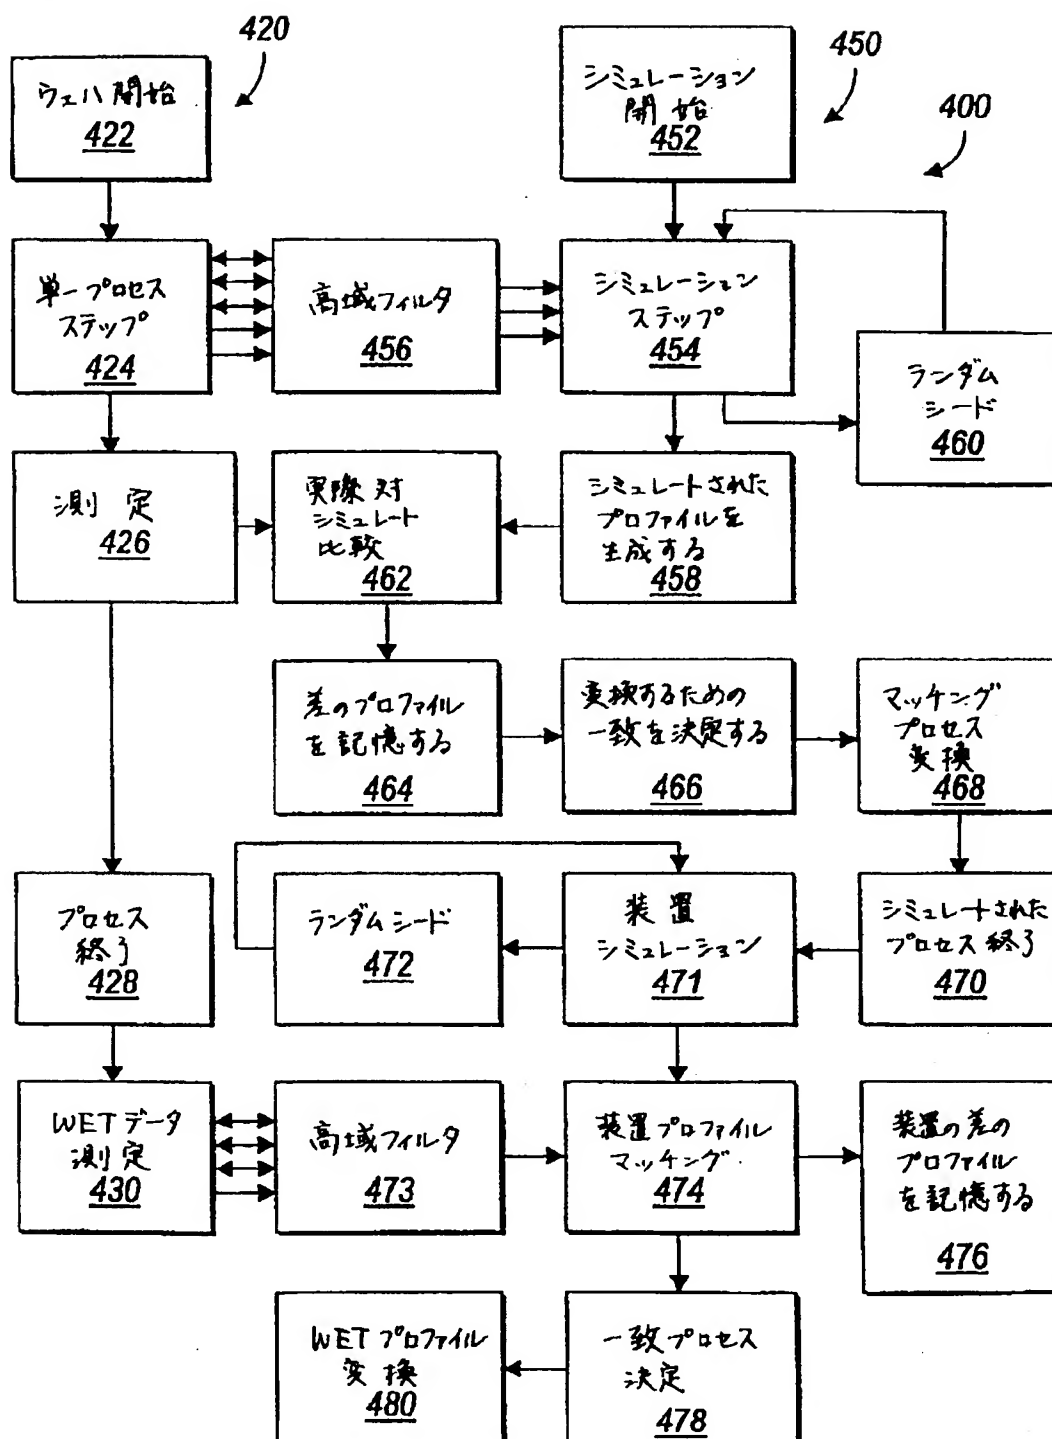 420
450
400
ウェハ開始
422
シミュレーション
開始
452
単一プロセス
ステップ
424
高域フィルタ
456
シミュレーション
ステップ
454
ランダム
シード
460
測定
426
実際対
シミュレート
比較
462
シミュレートされた
プロファイルを
生成する
458
差のプロファイル
を記憶する
464
変換するための
一致を決定する
466
マッチング
プロセス
変換
468
プロセス
終了
428
ランダムシード
472
装置
シミュレーション
471
シミュレートされた
プロセス終了
470
WETデータ
測定
430
高域フィルタ
473
装置プロファイル
マッチング
474
装置の差の
プロファイル
を記憶する
476
WETプロファイル
変換
480
一致プロセス
決定
478